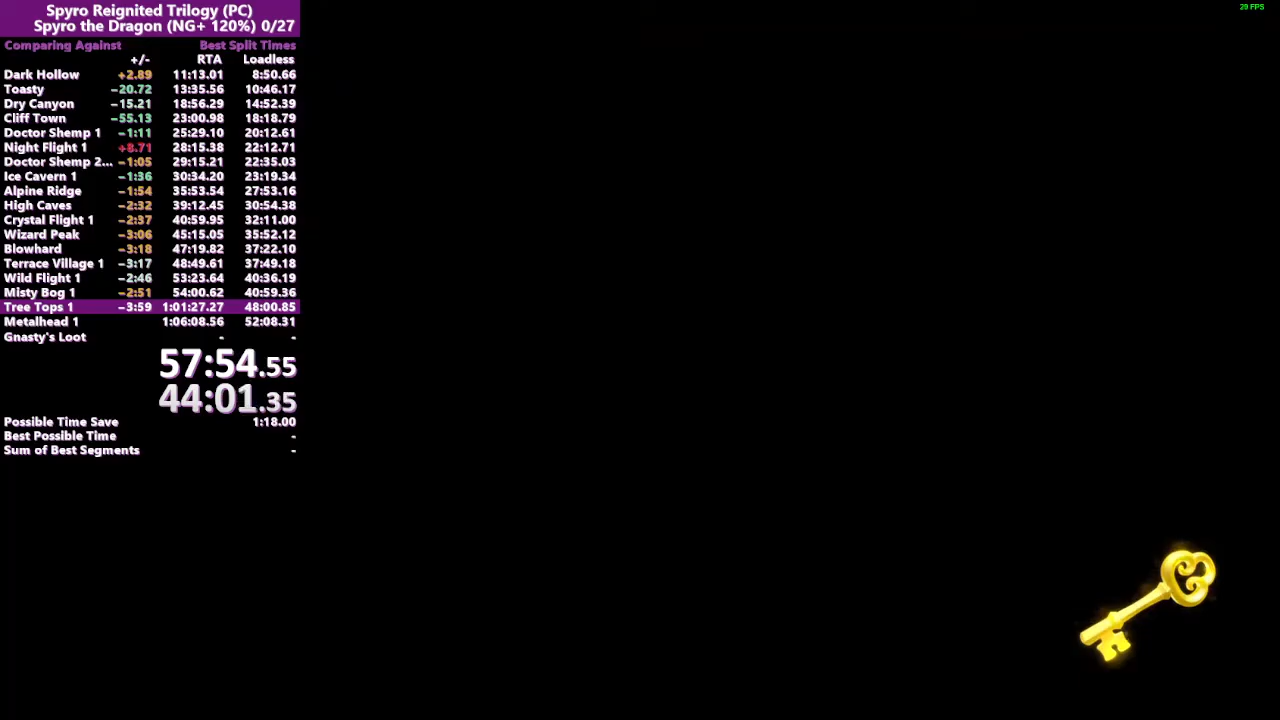 Spyro Reignited Trilogy (PC)
Spyro the Dragon (NG+ 120%) 0/27
Comparing Against Best Split Times
+/- RTA Loadless
Dark Hollow +2.89 11:13.01 8:50.66
Toasty −20.72 13:35.56 10:46.17
Dry Canyon −15.21 18:56.29 14:52.39
Cliff Town −55.13 23:00.98 18:18.79
Doctor Shemp 1 −1:11 25:29.10 20:12.61
Night Flight 1 +8.71 28:15.38 22:12.71
Doctor Shemp 2... −1:05 29:15.21 22:35.03
Ice Cavern 1 −1:36 30:34.20 23:19.34
Alpine Ridge −1:54 35:53.54 27:53.16
High Caves −2:32 39:12.45 30:54.38
Crystal Flight 1 −2:37 40:59.95 32:11.00
Wizard Peak −3:06 45:15.05 35:52.12
Blowhard −3:18 47:19.82 37:22.10
Terrace Village 1 −3:17 48:49.61 37:49.18
Wild Flight 1 −2:46 53:23.64 40:36.19
Misty Bog 1 −2:51 54:00.62 40:59.36
Tree Tops 1 −3:59 1:01:27.27 48:00.85
Metalhead 1 1:06:08.56 52:08.31
Gnasty's Loot - -
57:54.55
44:01.35
Possible Time Save 1:18.00
Best Possible Time -
Sum of Best Segments -
29 FPS